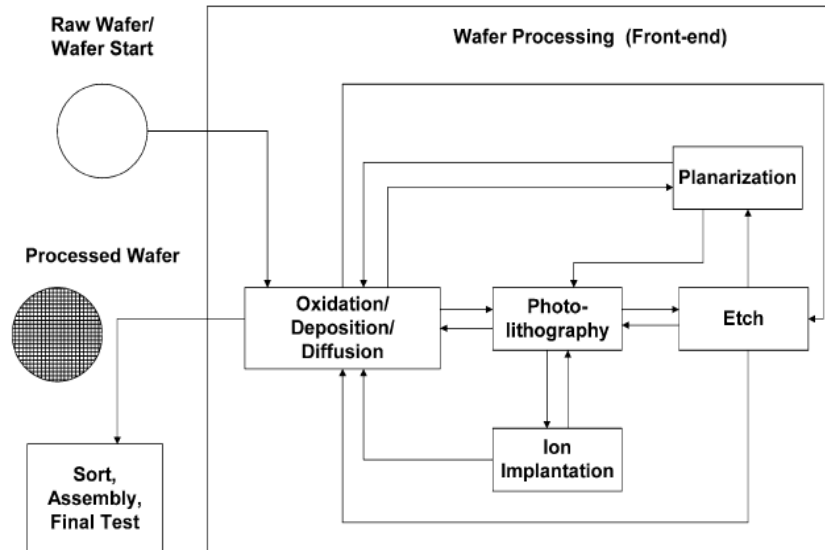 Raw Wafer/
Wafer Start
Wafer Processing (Front-end)
Planarization
Processed Wafer
Oxidation/
Deposition/
Diffusion
Photo-
lithography
Etch
Ion
Implantation
Sort,
Assembly,
Final Test